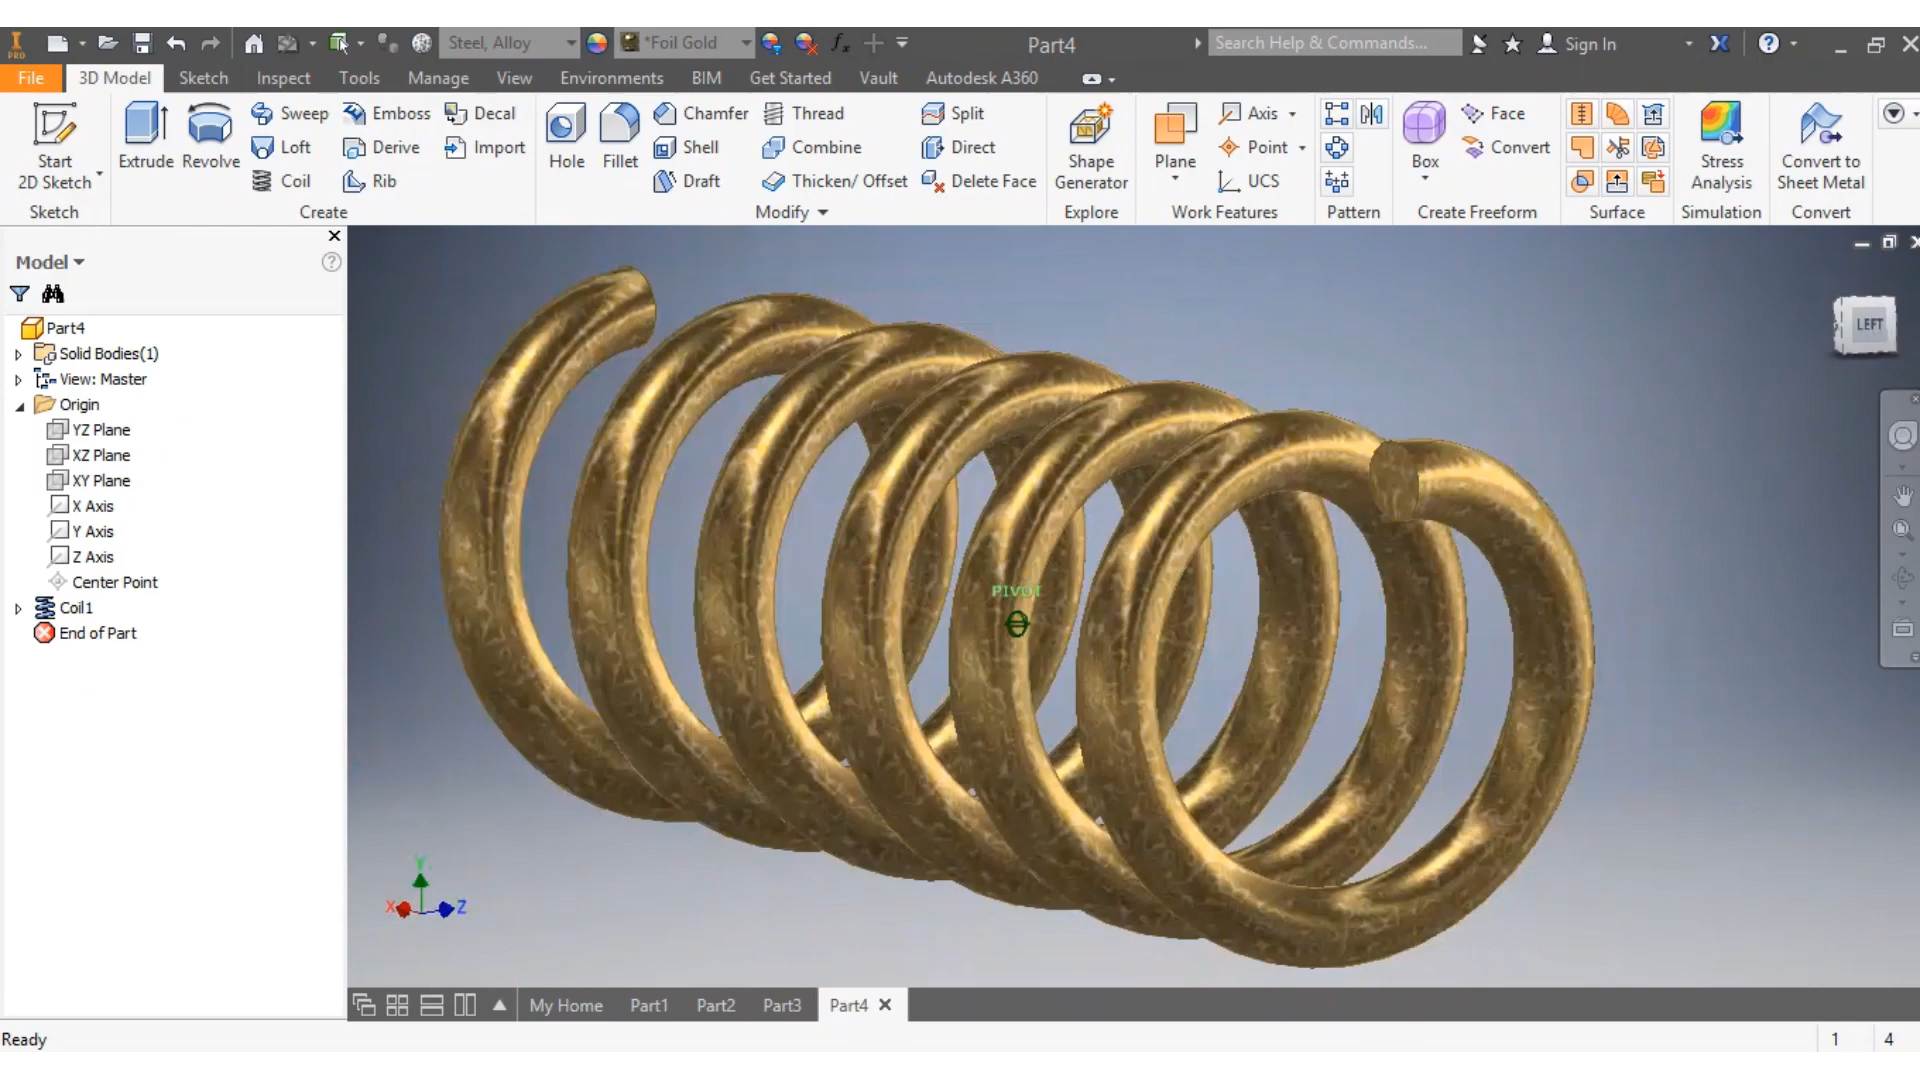 PRO
Steel, Alloy
*Foil Gold
fx
Part4
Search Help & Commands...
Sign In
File
3D Model
Sketch
Inspect
Tools
Manage
View
Environments
BIM
Get Started
Vault
Autodesk A360
Start
2D Sketch
Sketch
Extrude
Revolve
Sweep
Loft
Coil
Emboss
Derive
Rib
Decal
Import
Create
Hole
Fillet
Chamfer
Shell
Draft
Thread
Combine
Thicken/ Offset
Split
Direct
Delete Face
Modify
Shape
Generator
Explore
Plane
Axis
Point
UCS
Work Features
Pattern
Box
Face
Convert
Create Freeform
Surface
Stress
Analysis
Simulation
Convert to
Sheet Metal
Convert
Model
Part4
Solid Bodies(1)
View: Master
Origin
YZ Plane
XZ Plane
XY Plane
X Axis
Y Axis
Z Axis
Center Point
Coil1
End of Part
LEFT
PIVOT
Y
X
Z
My Home
Part1
Part2
Part3
Part4
Ready
1
4